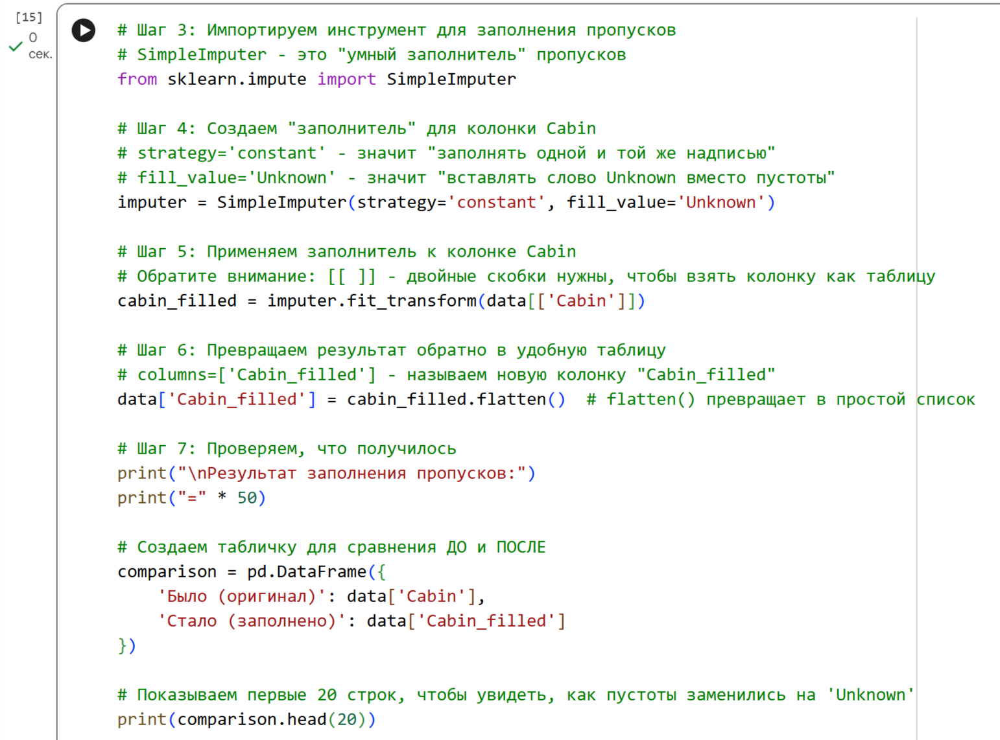 [15]
0
сек.
# Шаг 3: Импортируем инструмент для заполнения пропусков
# SimpleImputer - это "умный заполнитель" пропусков
from sklearn.impute import SimpleImputer
# Шаг 4: Создаем "заполнитель" для колонки Cabin
# strategy='constant' - значит "заполнять одной и той же надписью"
# fill_value='Unknown' - значит "вставлять слово Unknown вместо пустоты"
imputer = SimpleImputer(strategy='constant', fill_value='Unknown')
# Шаг 5: Применяем заполнитель к колонке Cabin
# Обратите внимание: [[ ]] - двойные скобки нужны, чтобы взять колонку как таблицу
cabin_filled = imputer.fit_transform(data[['Cabin']])
# Шаг 6: Превращаем результат обратно в удобную таблицу
# columns=['Cabin_filled'] - называем новую колонку "Cabin_filled"
data['Cabin_filled'] = cabin_filled.flatten()  # flatten() превращает в простой список
# Шаг 7: Проверяем, что получилось
print("\nРезультат заполнения пропусков:")
print("=" * 50)
# Создаем табличку для сравнения ДО и ПОСЛЕ
comparison = pd.DataFrame({
    'Было (оригинал)': data['Cabin'],
    'Стало (заполнено)': data['Cabin_filled']
})
# Показываем первые 20 строк, чтобы увидеть, как пустоты заменились на 'Unknown'
print(comparison.head(20))